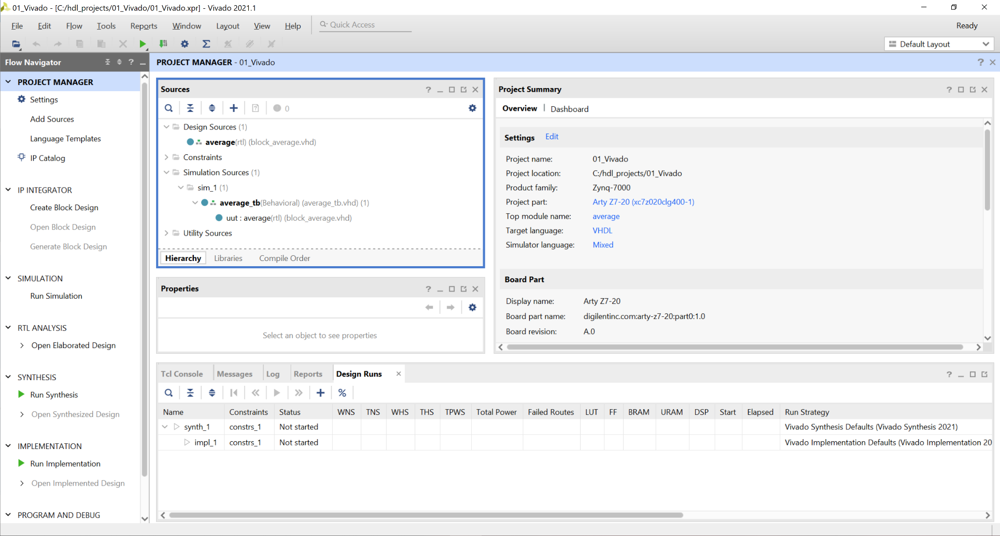 01_Vivado - [C:/hdl_projects/01_Vivado/01_Vivado.xpr] - Vivado 2021.1
File Edit Flow Tools Reports Window Layout View Help Quick Access Ready
Default Layout
Flow Navigator
PROJECT MANAGER - 01_Vivado
PROJECT MANAGER
Settings
Add Sources
Language Templates
IP Catalog
IP INTEGRATOR
Create Block Design
Open Block Design
Generate Block Design
SIMULATION
Run Simulation
RTL ANALYSIS
Open Elaborated Design
SYNTHESIS
Run Synthesis
Open Synthesized Design
IMPLEMENTATION
Run Implementation
Open Implemented Design
PROGRAM AND DEBUG
Sources
0
Design Sources (1)
average(rtl) (block_average.vhd)
Constraints
Simulation Sources (1)
sim_1 (1)
average_tb(Behavioral) (average_tb.vhd) (1)
uut : average(rtl) (block_average.vhd)
Utility Sources
Hierarchy Libraries Compile Order
Properties
Select an object to see properties
Project Summary
Overview | Dashboard
Settings Edit
Project name: 01_Vivado
Project location: C:/hdl_projects/01_Vivado
Product family: Zynq-7000
Project part: Arty Z7-20 (xc7z020clg400-1)
Top module name: average
Target language: VHDL
Simulator language: Mixed
Board Part
Display name: Arty Z7-20
Board part name: digilentinc.com:arty-z7-20:part0:1.0
Board revision: A.0
Tcl Console Messages Log Reports Design Runs
Name Constraints Status WNS TNS WHS THS TPWS Total Power Failed Routes LUT FF BRAM URAM DSP Start Elapsed Run Strategy
synth_1 constrs_1 Not started Vivado Synthesis Defaults (Vivado Synthesis 2021)
impl_1 constrs_1 Not started Vivado Implementation Defaults (Vivado Implementation 20